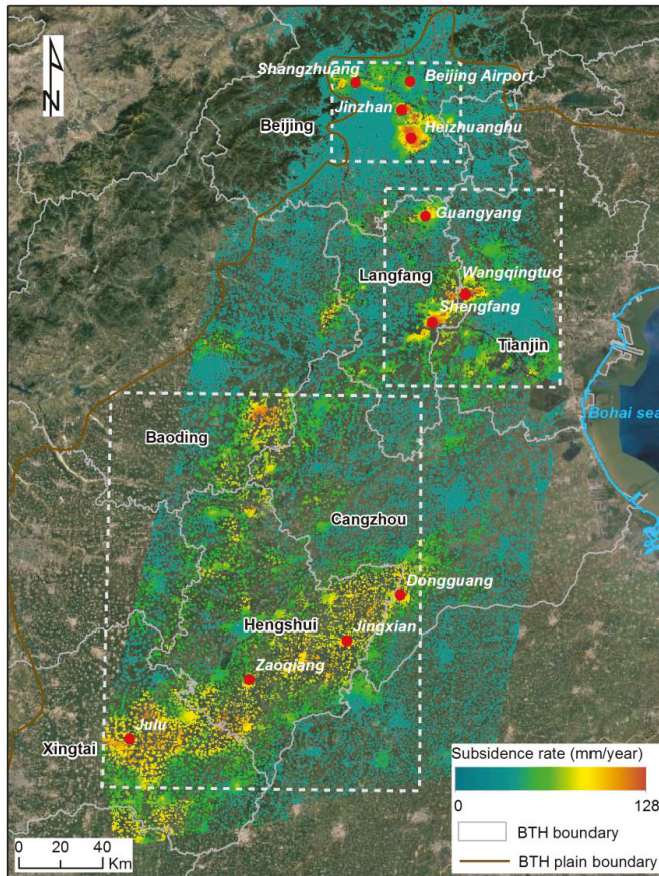 N
Shangzhuang
Beijing Airport
Jinzhan
Beijing
Heizhuanghu
Guangyang
Langfang
Wangqingtuo
Shengfang
Tianjin
Bohai sea
Baoding
Cangzhou
Dongguang
Hengshui
Jingxian
Zaoqiang
Julu
Xingtai
Subsidence rate (mm/year)
0 128
BTH boundary
BTH plain boundary
0 20 40
Km